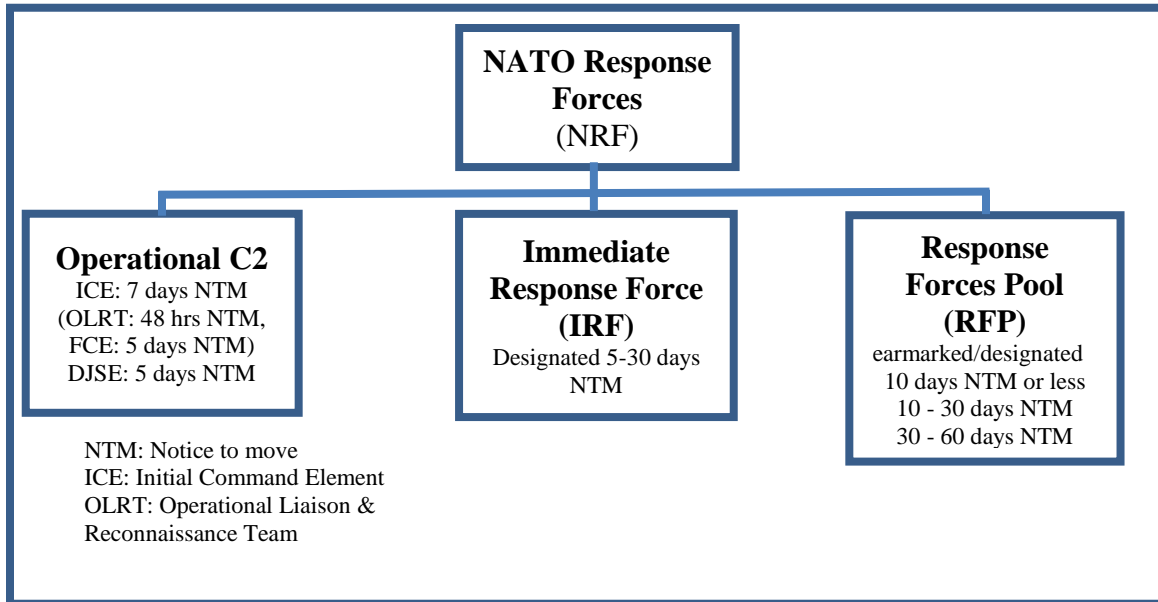 NATO Response
Forces
(NRF)
Operational C2
ICE: 7 days NTM
(OLRT: 48 hrs NTM,
FCE: 5 days NTM)
DJSE: 5 days NTM
Immediate
Response Force
(IRF)
Designated 5-30 days
NTM
Response
Forces Pool
(RFP)
earmarked/designated
10 days NTM or less
10 - 30 days NTM
30 - 60 days NTM
NTM: Notice to move
ICE: Initial Command Element
OLRT: Operational Liaison &
Reconnaissance Team